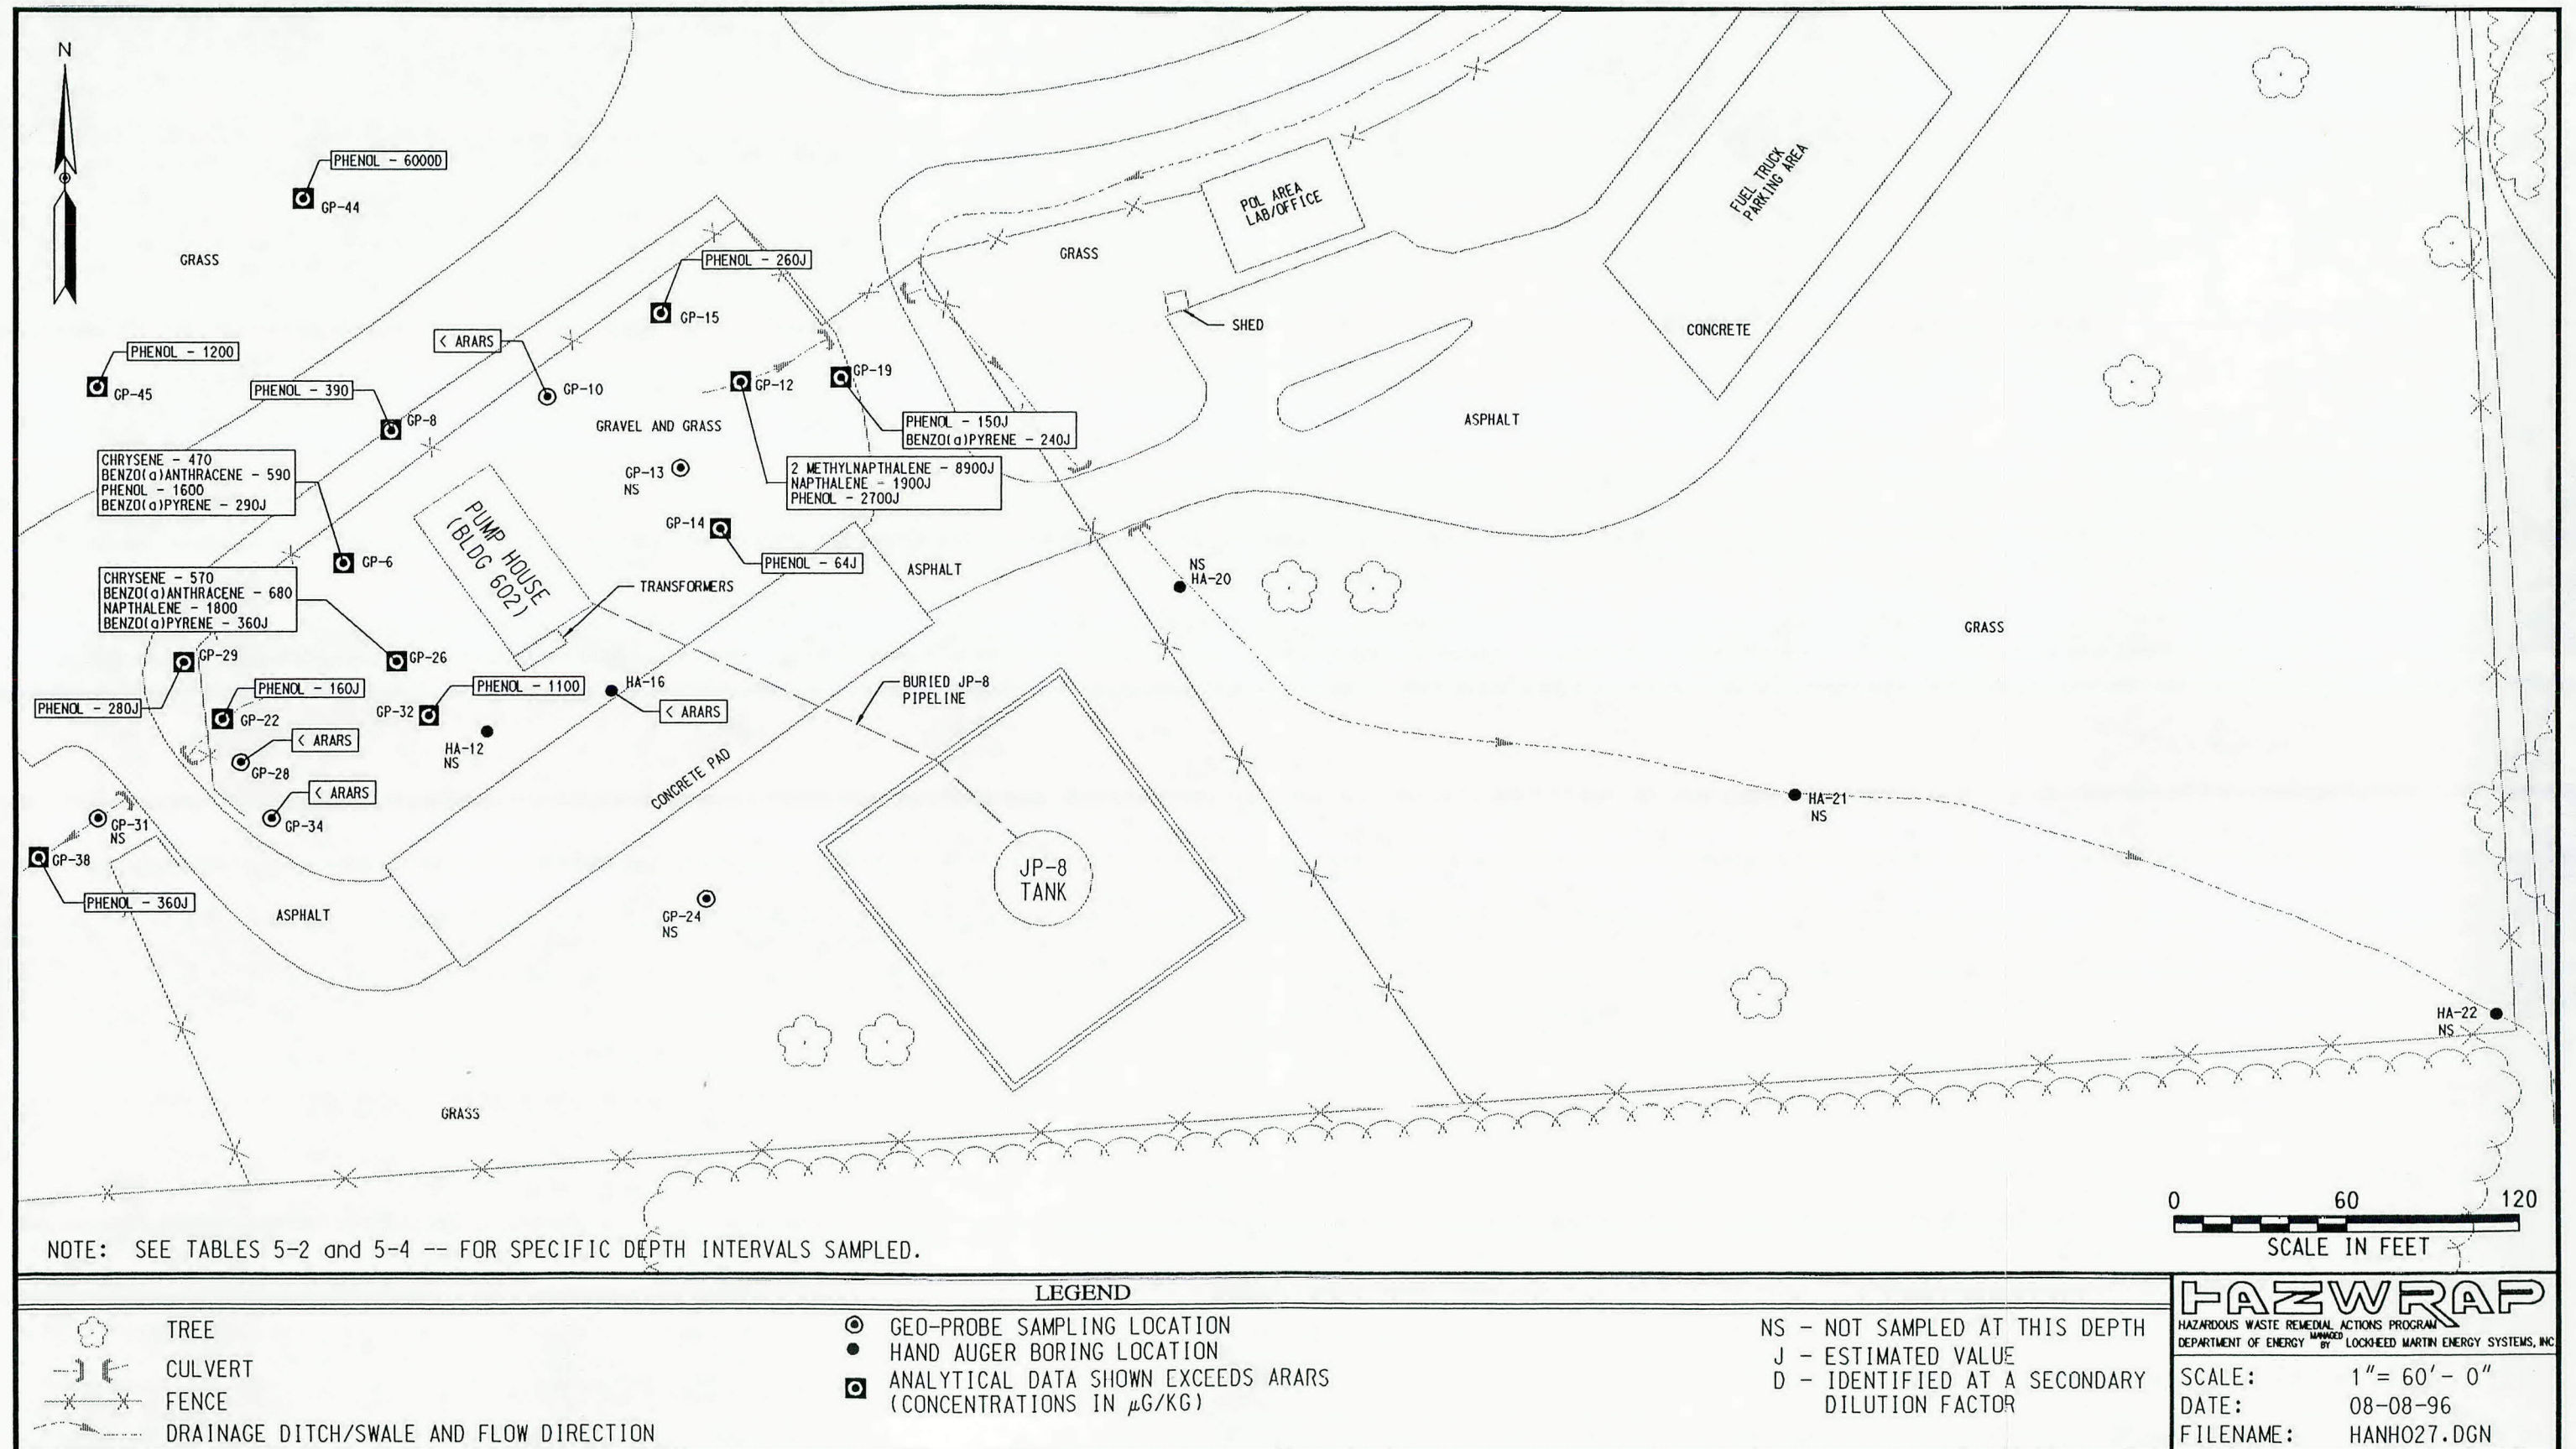 N
PHENOL - 6000D
GP-44
GRASS
PHENOL - 260J
GP-15
POL AREA
LAB/OFFICE
GRASS
FUEL TRUCK
PARKING AREA
CONCRETE
SHED
ASPHALT
< ARARS
GP-10
PHENOL - 1200
GP-45
PHENOL - 390
GP-8
GP-12
GP-19
GRAVEL AND GRASS
PHENOL - 150J
BENZO(a)PYRENE - 240J
GP-13
NS
2 METHYLNAPTHALENE - 8900J
NAPTHALENE - 1900J
PHENOL - 2700J
CHRYSENE - 470
BENZO(a)ANTHRACENE - 590
PHENOL - 1600
BENZO(a)PYRENE - 290J
GP-6
PUMP HOUSE
(BLDG 602)
GP-14
PHENOL - 64J
ASPHALT
TRANSFORMERS
NS
HA-20
GRASS
CHRYSENE - 570
BENZO(a)ANTHRACENE - 680
NAPTHALENE - 1800
BENZO(a)PYRENE - 360J
GP-29
GP-26
PHENOL - 280J
PHENOL - 160J
GP-22
PHENOL - 1100
GP-32
HA-16
< ARARS
BURIED JP-8
PIPELINE
HA-12
NS
< ARARS
GP-28
< ARARS
GP-34
GP-31
NS
GP-38
PHENOL - 360J
CONCRETE PAD
HA-21
NS
JP-8
TANK
ASPHALT
GP-24
NS
HA-22
NS
GRASS
0 60 120
SCALE IN FEET
NOTE: SEE TABLES 5-2 and 5-4 -- FOR SPECIFIC DEPTH INTERVALS SAMPLED.
LEGEND
TREE
CULVERT
FENCE
DRAINAGE DITCH/SWALE AND FLOW DIRECTION
GEO-PROBE SAMPLING LOCATION
HAND AUGER BORING LOCATION
ANALYTICAL DATA SHOWN EXCEEDS ARARS
(CONCENTRATIONS IN µG/KG)
NS - NOT SAMPLED AT THIS DEPTH
J - ESTIMATED VALUE
D - IDENTIFIED AT A SECONDARY
DILUTION FACTOR
HAZWRAP
HAZARDOUS WASTE REMEDIAL ACTIONS PROGRAM
DEPARTMENT OF ENERGY MANAGED BY LOCKHEED MARTIN ENERGY SYSTEMS, INC
SCALE: 1"= 60'- 0"
DATE: 08-08-96
FILENAME: HANHO27.DGN